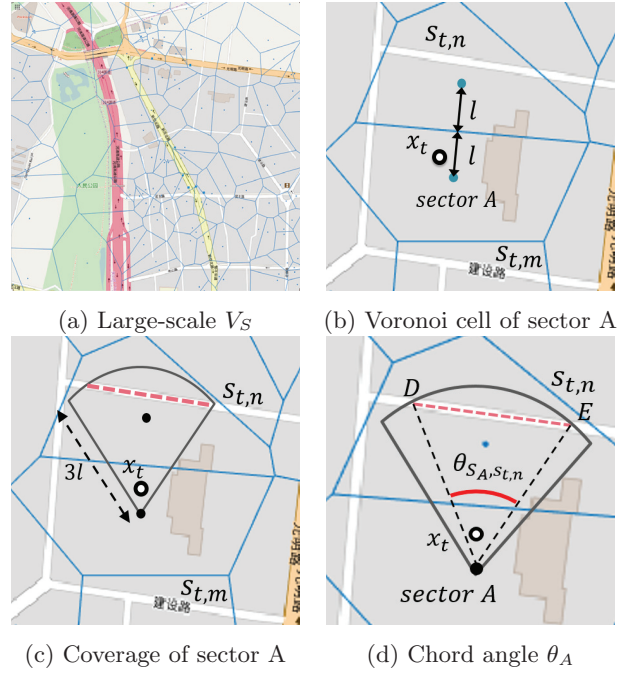 (a) Large-scale V_S
S_{t,n}
l
x_t
l
sector A
S_{t,m}
建设路
(b) Voronoi cell of sector A
S_{t,n}
3l
x_t
S_{t,m}
建设路
(c) Coverage of sector A
S_{t,n}
D
E
θ_{S_A,S_{t,n}}
x_t
sector A
(d) Chord angle θ_A